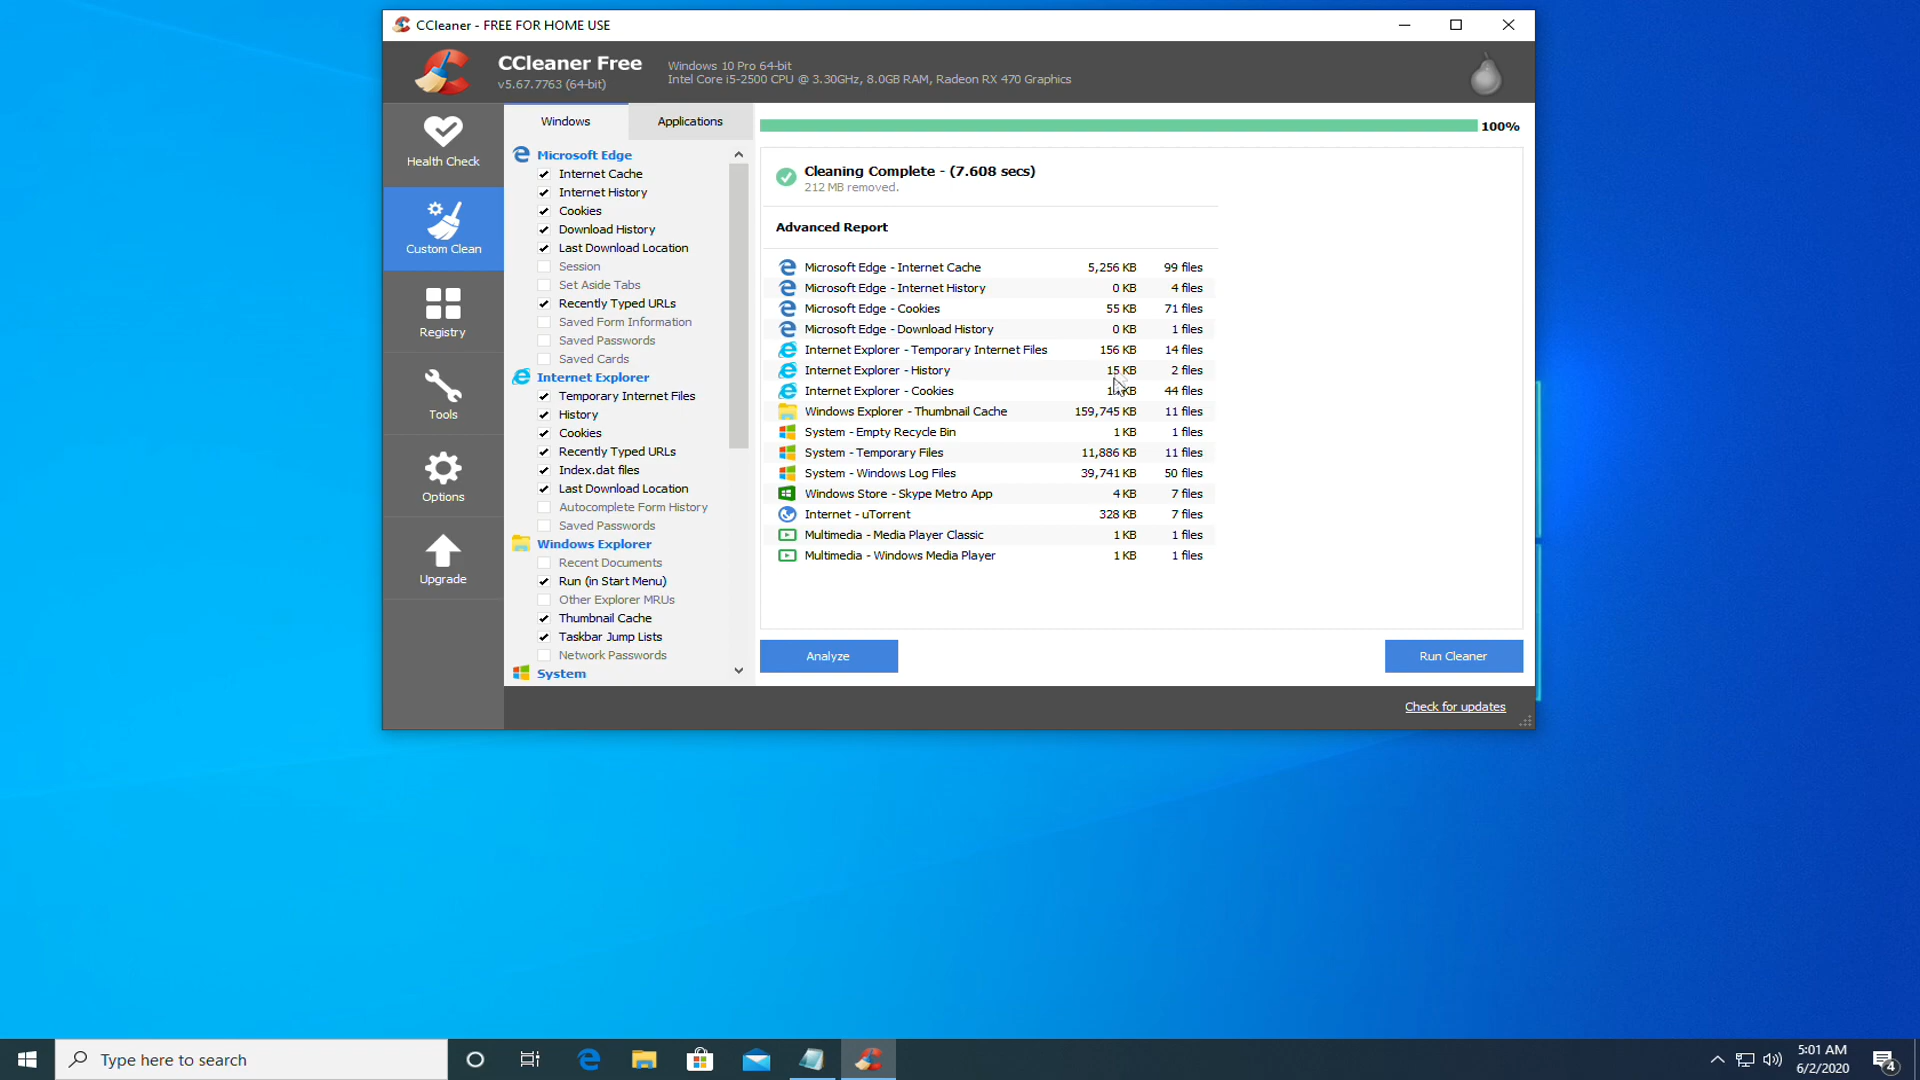 CCleaner - FREE FOR HOME USE
CCleaner Free
v5.67.7763 (64-bit)
Windows 10 Pro 64-bit
Intel Core i5-2500 CPU @ 3.30GHz, 8.0GB RAM, Radeon RX 470 Graphics
Health Check
Custom Clean
Registry
Tools
Options
Upgrade
Windows
Applications
Microsoft Edge
Internet Cache
Internet History
Cookies
Download History
Last Download Location
Session
Set Aside Tabs
Recently Typed URLs
Saved Form Information
Saved Passwords
Saved Cards
Internet Explorer
Temporary Internet Files
History
Cookies
Recently Typed URLs
Index.dat files
Last Download Location
Autocomplete Form History
Saved Passwords
Windows Explorer
Recent Documents
Run (in Start Menu)
Other Explorer MRUs
Thumbnail Cache
Taskbar Jump Lists
Network Passwords
System
100%
Cleaning Complete - (7.608 secs)
212 MB removed.
Advanced Report
Microsoft Edge - Internet Cache 5,256 KB 99 files
Microsoft Edge - Internet History 0 KB 4 files
Microsoft Edge - Cookies 55 KB 71 files
Microsoft Edge - Download History 0 KB 1 files
Internet Explorer - Temporary Internet Files 156 KB 14 files
Internet Explorer - History 15 KB 2 files
Internet Explorer - Cookies KB 44 files
Windows Explorer - Thumbnail Cache 159,745 KB 11 files
System - Empty Recycle Bin 1 KB 1 files
System - Temporary Files 11,886 KB 11 files
System - Windows Log Files 39,741 KB 50 files
Windows Store - Skype Metro App 4 KB 7 files
Internet - uTorrent 328 KB 7 files
Multimedia - Media Player Classic 1 KB 1 files
Multimedia - Windows Media Player 1 KB 1 files
Analyze
Run Cleaner
Check for updates
Type here to search
5:01 AM
6/2/2020
4